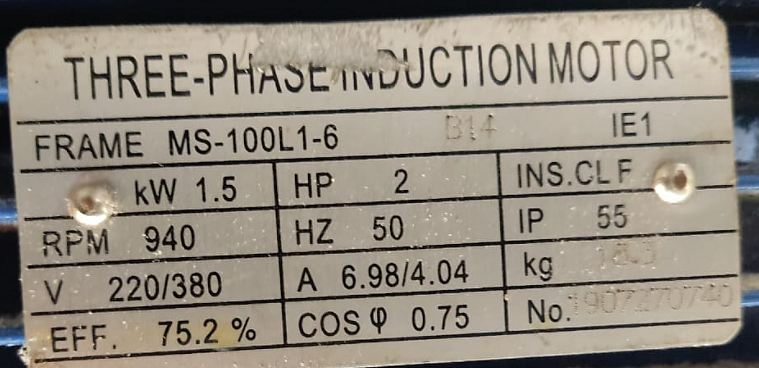 THREE-PHASE INDUCTION MOTOR
FRAME MS-100L1-6 B14 IE1
kW 1.5 HP 2 INS.CL F
RPM 940 HZ 50 IP 55
V 220/380 A 6.98/4.04 kg
EFF. 75.2 % COS φ 0.75 No. 1907270740